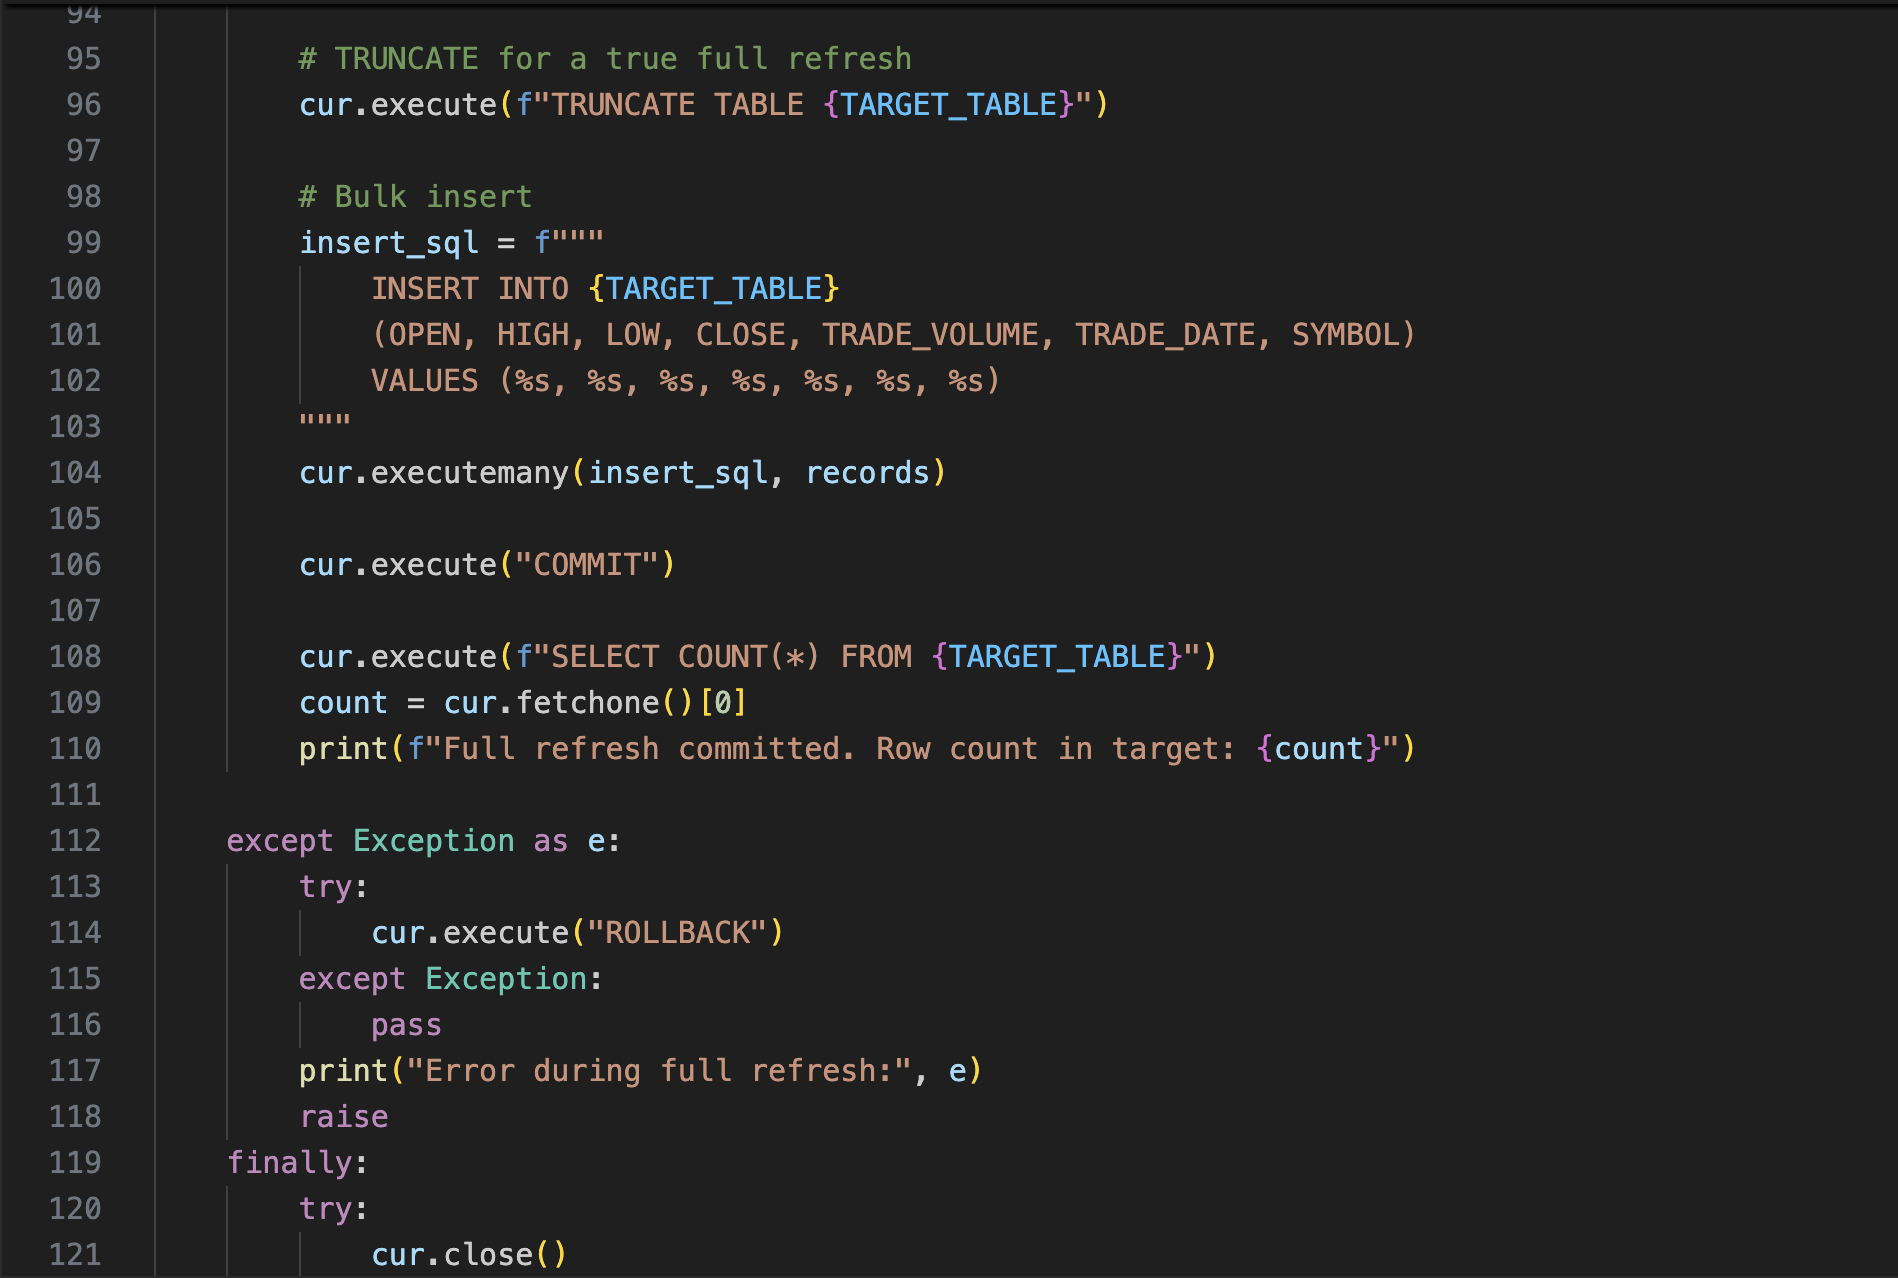 94
95 # TRUNCATE for a true full refresh
96 cur.execute(f"TRUNCATE TABLE {TARGET_TABLE}")
97
98 # Bulk insert
99 insert_sql = f"""
100 INSERT INTO {TARGET_TABLE}
101 (OPEN, HIGH, LOW, CLOSE, TRADE_VOLUME, TRADE_DATE, SYMBOL)
102 VALUES (%s, %s, %s, %s, %s, %s, %s)
103 """
104 cur.executemany(insert_sql, records)
105
106 cur.execute("COMMIT")
107
108 cur.execute(f"SELECT COUNT(*) FROM {TARGET_TABLE}")
109 count = cur.fetchone()[0]
110 print(f"Full refresh committed. Row count in target: {count}")
111
112 except Exception as e:
113 try:
114 cur.execute("ROLLBACK")
115 except Exception:
116 pass
117 print("Error during full refresh:", e)
118 raise
119 finally:
120 try:
121 cur.close()